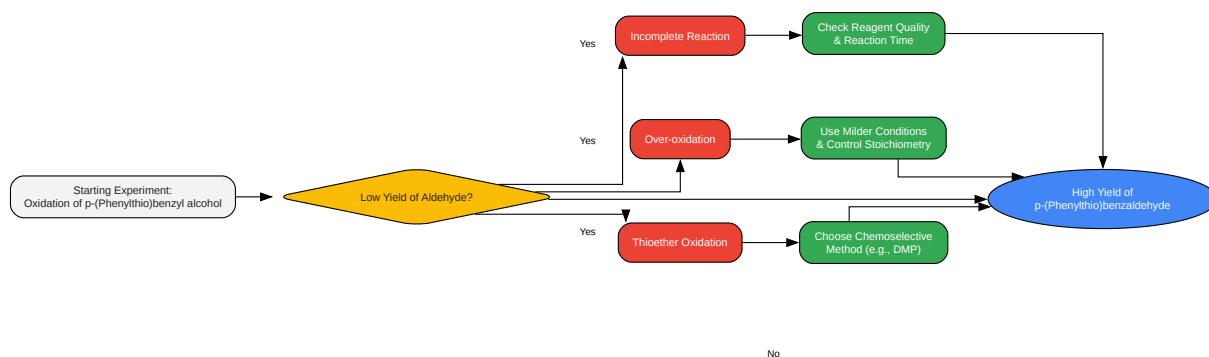 Starting Experiment:
Oxidation of p-(Phenylthio)benzyl alcohol
Low Yield of Aldehyde?
Yes
Incomplete Reaction
Check Reagent Quality
& Reaction Time
Yes
Over-oxidation
Use Milder Conditions
& Control Stoichiometry
Yes
Thioether Oxidation
Choose Chemoselective
Method (e.g., DMP)
High Yield of
p-(Phenylthio)benzaldehyde
No